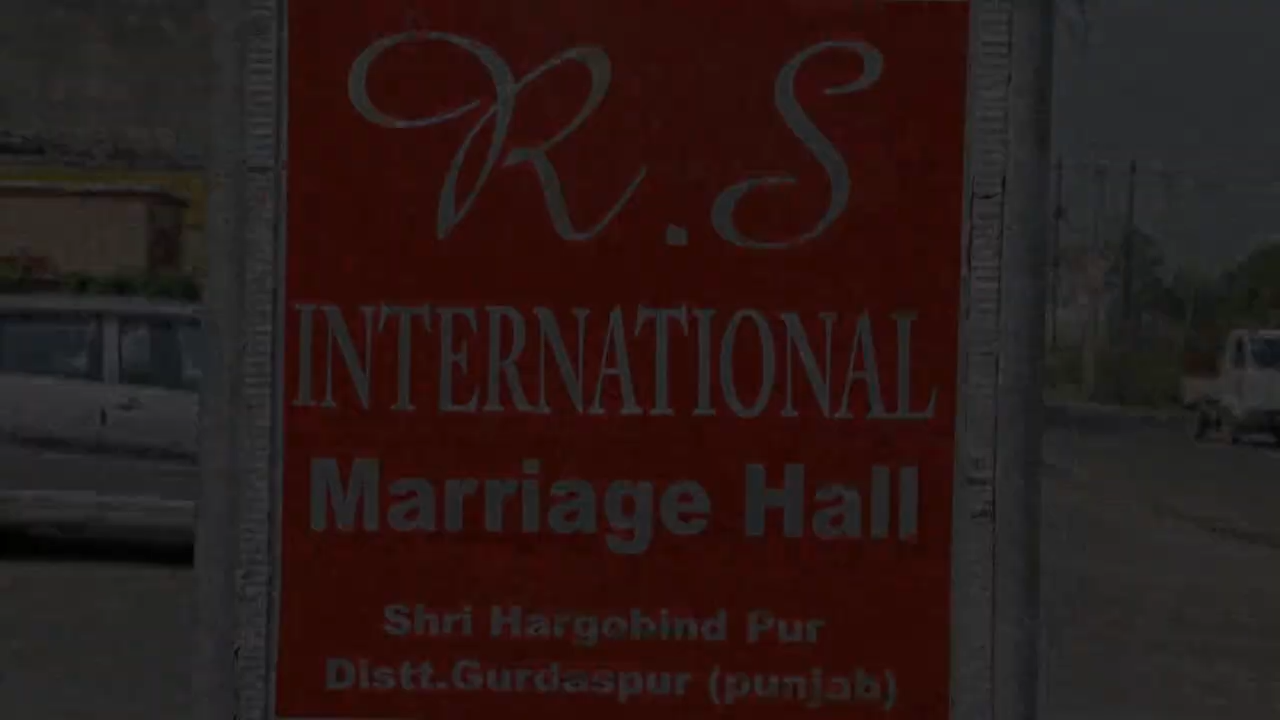 R.S
INTERNATIONAL
Marriage Hall
Shri Hargobind Pur
Distt.Gurdaspur (punjab)